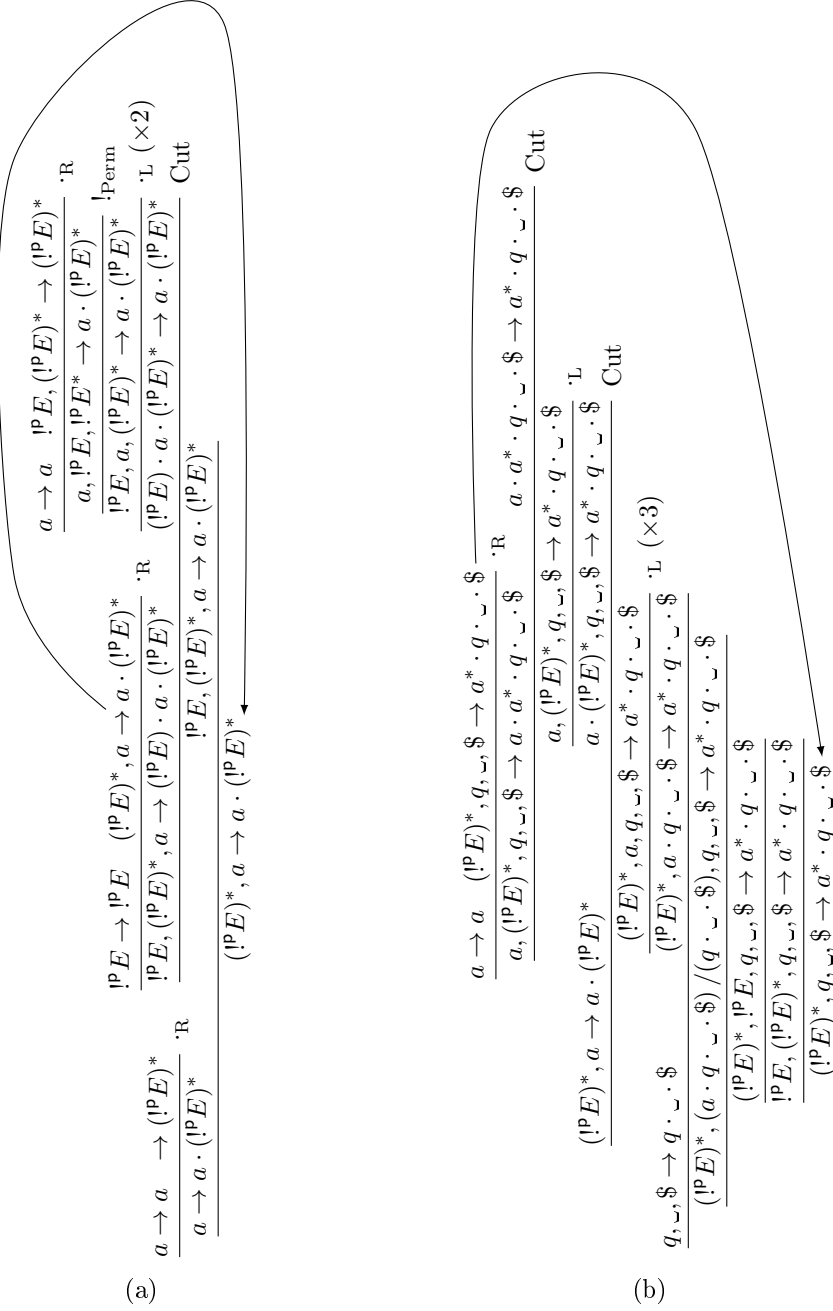 (a)
a → a   !ᵖE, (!ᵖE)* → (!ᵖE)*
·R
a, !ᵖE, !ᵖE* → a · (!ᵖE)*
!Perm
!ᵖE → !ᵖE   (!ᵖE)*, a → a · (!ᵖE)*   !ᵖE, a, (!ᵖE)* → a · (!ᵖE)*
·R   ·L (×2)
a → a   → (!ᵖE)*   !ᵖE, (!ᵖE)*, a → (!ᵖE) · a · (!ᵖE)*   (!ᵖE) · a · (!ᵖE)* → a · (!ᵖE)*
·R   Cut
a → a · (!ᵖE)*   !ᵖE, (!ᵖE)*, a → a · (!ᵖE)*
(!ᵖE)*, a → a · (!ᵖE)*
(b)
a → a   (!ᵖE)*, q, ␣, $ → a* · q · ␣ · $
·R
a, (!ᵖE)*, q, ␣, $ → a · a* · q · ␣ · $   a · a* · q · ␣ · $ → a* · q · ␣ · $
Cut
a, (!ᵖE)*, q, ␣, $ → a* · q · ␣ · $
·L
(!ᵖE)*, a → a · (!ᵖE)*   a · (!ᵖE)*, q, ␣, $ → a* · q · ␣ · $
Cut
(!ᵖE)*, a, q, ␣, $ → a* · q · ␣ · $
·L (×3)
q, ␣, $ → q · ␣ · $   (!ᵖE)*, a · q · ␣ · $ → a* · q · ␣ · $
(!ᵖE)*, (a · q · ␣ · $) / (q · ␣ · $), q, ␣, $ → a* · q · ␣ · $
(!ᵖE)*, !ᵖE, q, ␣, $ → a* · q · ␣ · $
!ᵖE, (!ᵖE)*, q, ␣, $ → a* · q · ␣ · $
(!ᵖE)*, q, ␣, $ → a* · q · ␣ · $